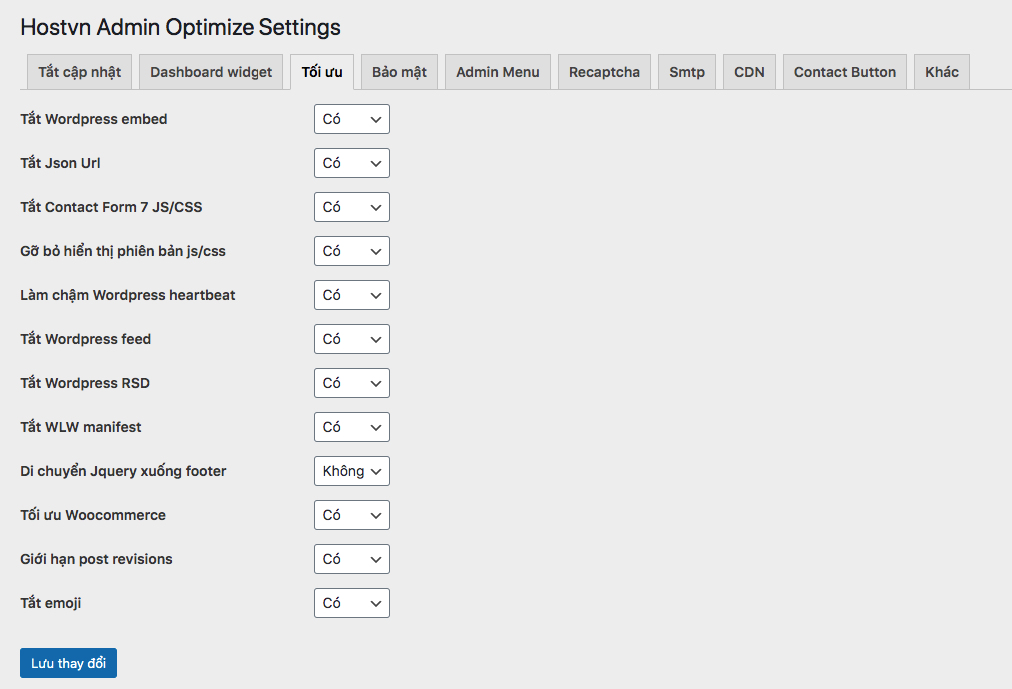 Hostvn Admin Optimize Settings
Tắt cập nhật Dashboard widget Tối ưu Bảo mật Admin Menu Recaptcha Smtp CDN Contact Button Khác
Tắt Wordpress embed Có
Tắt Json Url Có
Tắt Contact Form 7 JS/CSS Có
Gỡ bỏ hiển thị phiên bản js/css Có
Làm chậm Wordpress heartbeat Có
Tắt Wordpress feed Có
Tắt Wordpress RSD Có
Tắt WLW manifest Có
Di chuyển Jquery xuống footer Không
Tối ưu Woocommerce Có
Giới hạn post revisions Có
Tắt emoji Có
Lưu thay đổi